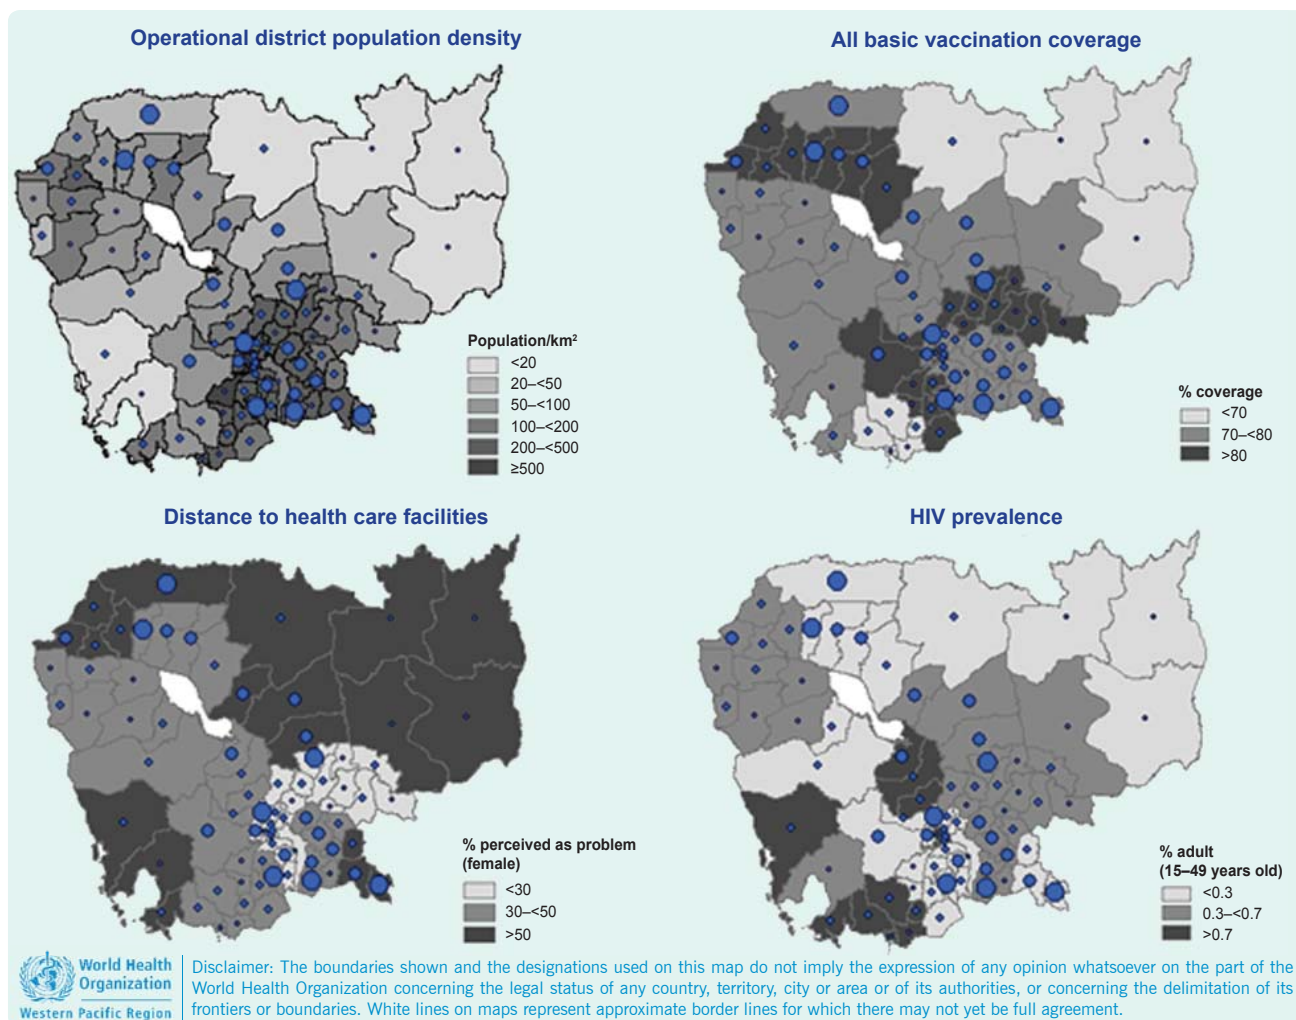 Operational district population density
All basic vaccination coverage
Population/km²
<20
20–<50
50–<100
100–<200
200–<500
≥500
% coverage
<70
70–<80
>80
Distance to health care facilities
HIV prevalence
% perceived as problem
(female)
<30
30–<50
>50
% adult
(15–49 years old)
<0.3
0.3–<0.7
>0.7
World Health
Organization
Western Pacific Region
Disclaimer: The boundaries shown and the designations used on this map do not imply the expression of any opinion whatsoever on the part of the
World Health Organization concerning the legal status of any country, territory, city or area or of its authorities, or concerning the delimitation of its
frontiers or boundaries. White lines on maps represent approximate border lines for which there may not yet be full agreement.